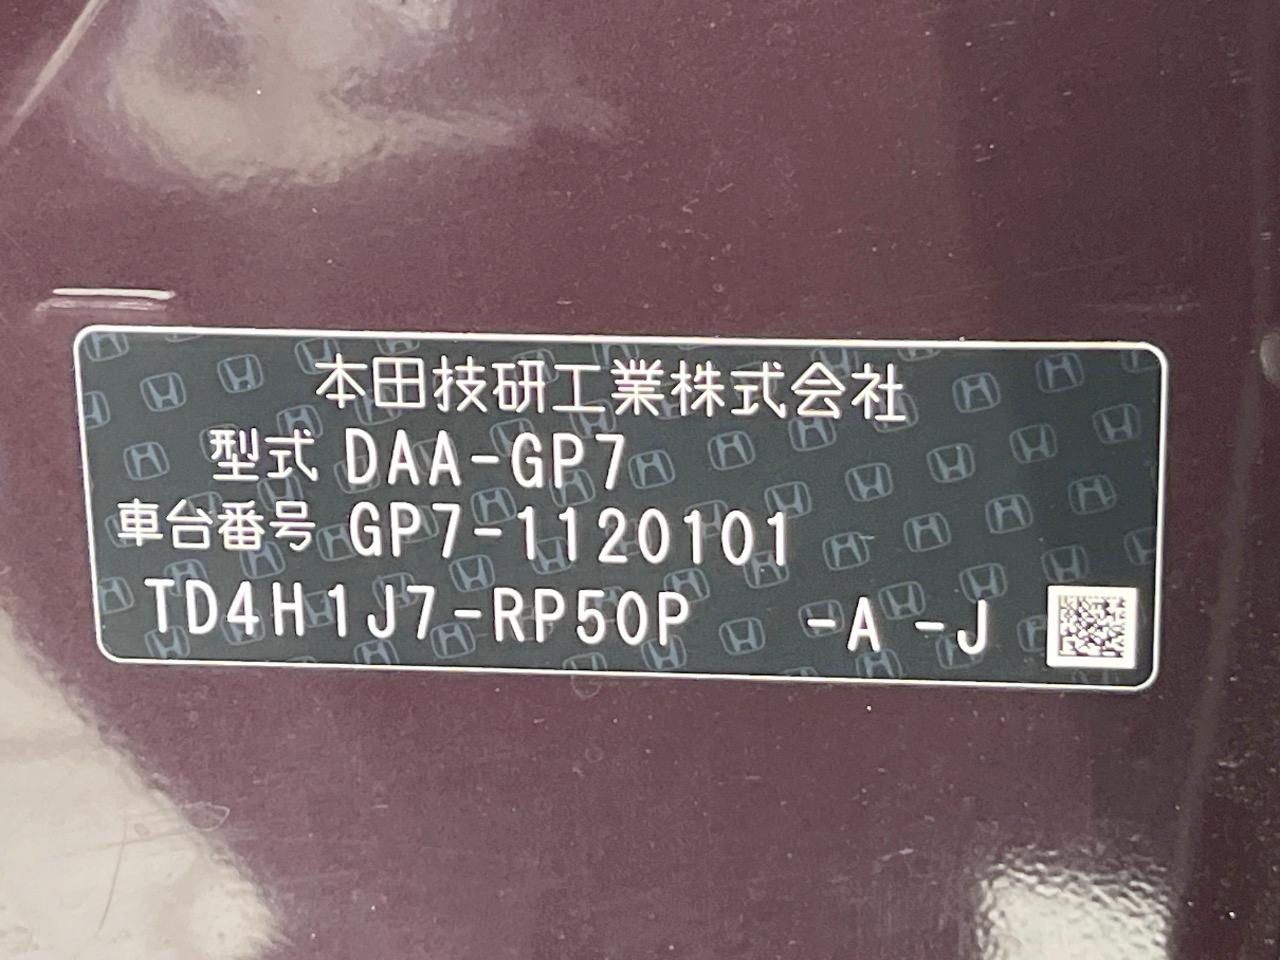 本田技研工業株式会社
型式 DAA-GP7
車台番号 GP7-1120101
TD4H1J7-RP50P -A -J